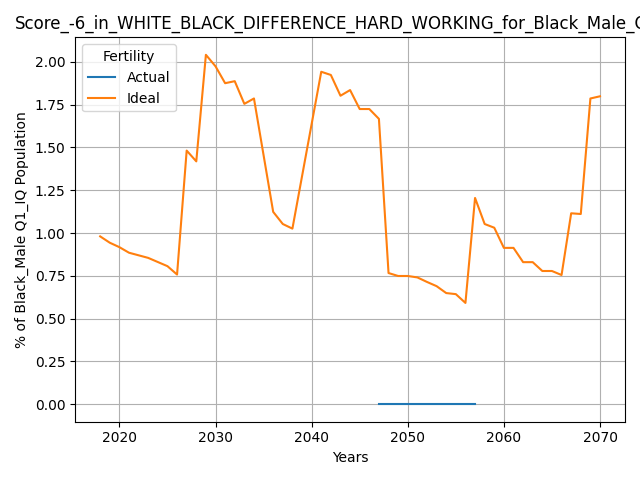 Score_-6_in_WHITE_BLACK_DIFFERENCE_HARD_WORKING_for_Black_Male_
Fertility
Actual
Ideal
% of Black_Male Q1_IQ Population
2.00
1.75
1.50
1.25
1.00
0.75
0.50
0.25
0.00
2020
2030
2040
2050
2060
2070
Years